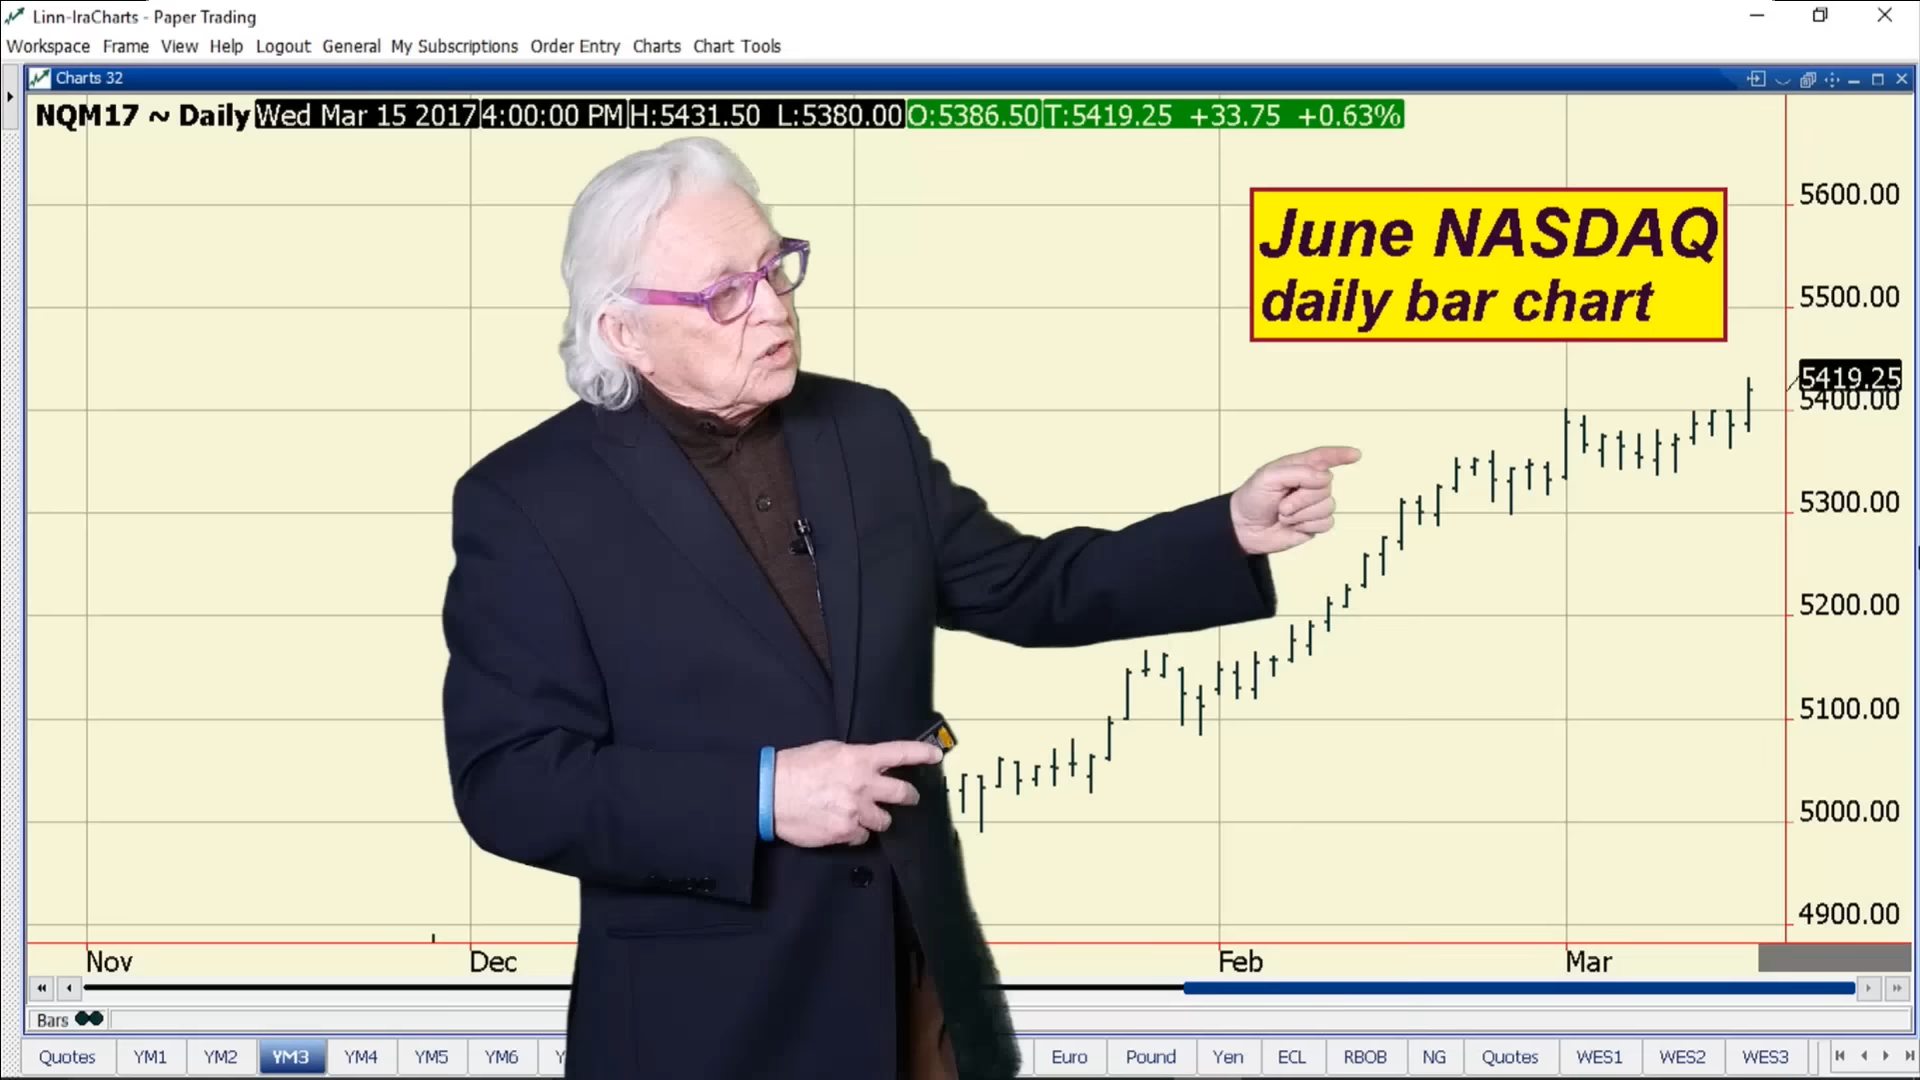 Linn-IraCharts - Paper Trading
Workspace Frame View Help Logout General My Subscriptions Order Entry Charts Chart Tools
Charts 32
NQM17 ~ Daily Wed Mar 15 2017 4:00:00 PM H:5431.50 L:5380.00 O:5386.50 T:5419.25 +33.75 +0.63%
June NASDAQ
daily bar chart
5600.00
5500.00
5419.25
5400.00
5300.00
5200.00
5100.00
5000.00
4900.00
Nov Dec Feb Mar
Bars
Quotes YM1 YM2 YM3 YM4 YM5 YM6 Euro Pound Yen ECL RBOB NG Quotes WES1 WES2 WES3